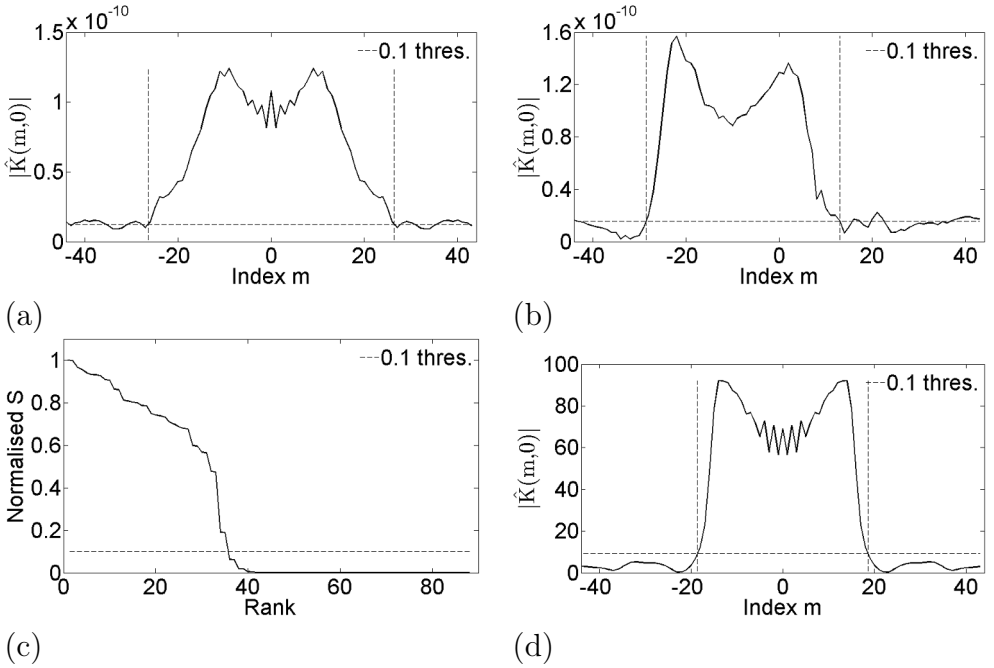 1.5 x 10^-10
0.1 thres.
1
0.5
0
|K̂(m,0)|
-40 -20 0 20 40
Index m
(a)
1.6 x 10^-10
0.1 thres.
1.2
0.8
0.4
0
|K̂(m,0)|
-40 -20 0 20 40
Index m
(b)
0.1 thres.
1
0.8
0.6
0.4
0.2
0
Normalised S
0 20 40 60 80
Rank
(c)
100
0.1 thres.
80
60
40
20
0
|K̂(m,0)|
-40 -20 0 20 40
Index m
(d)